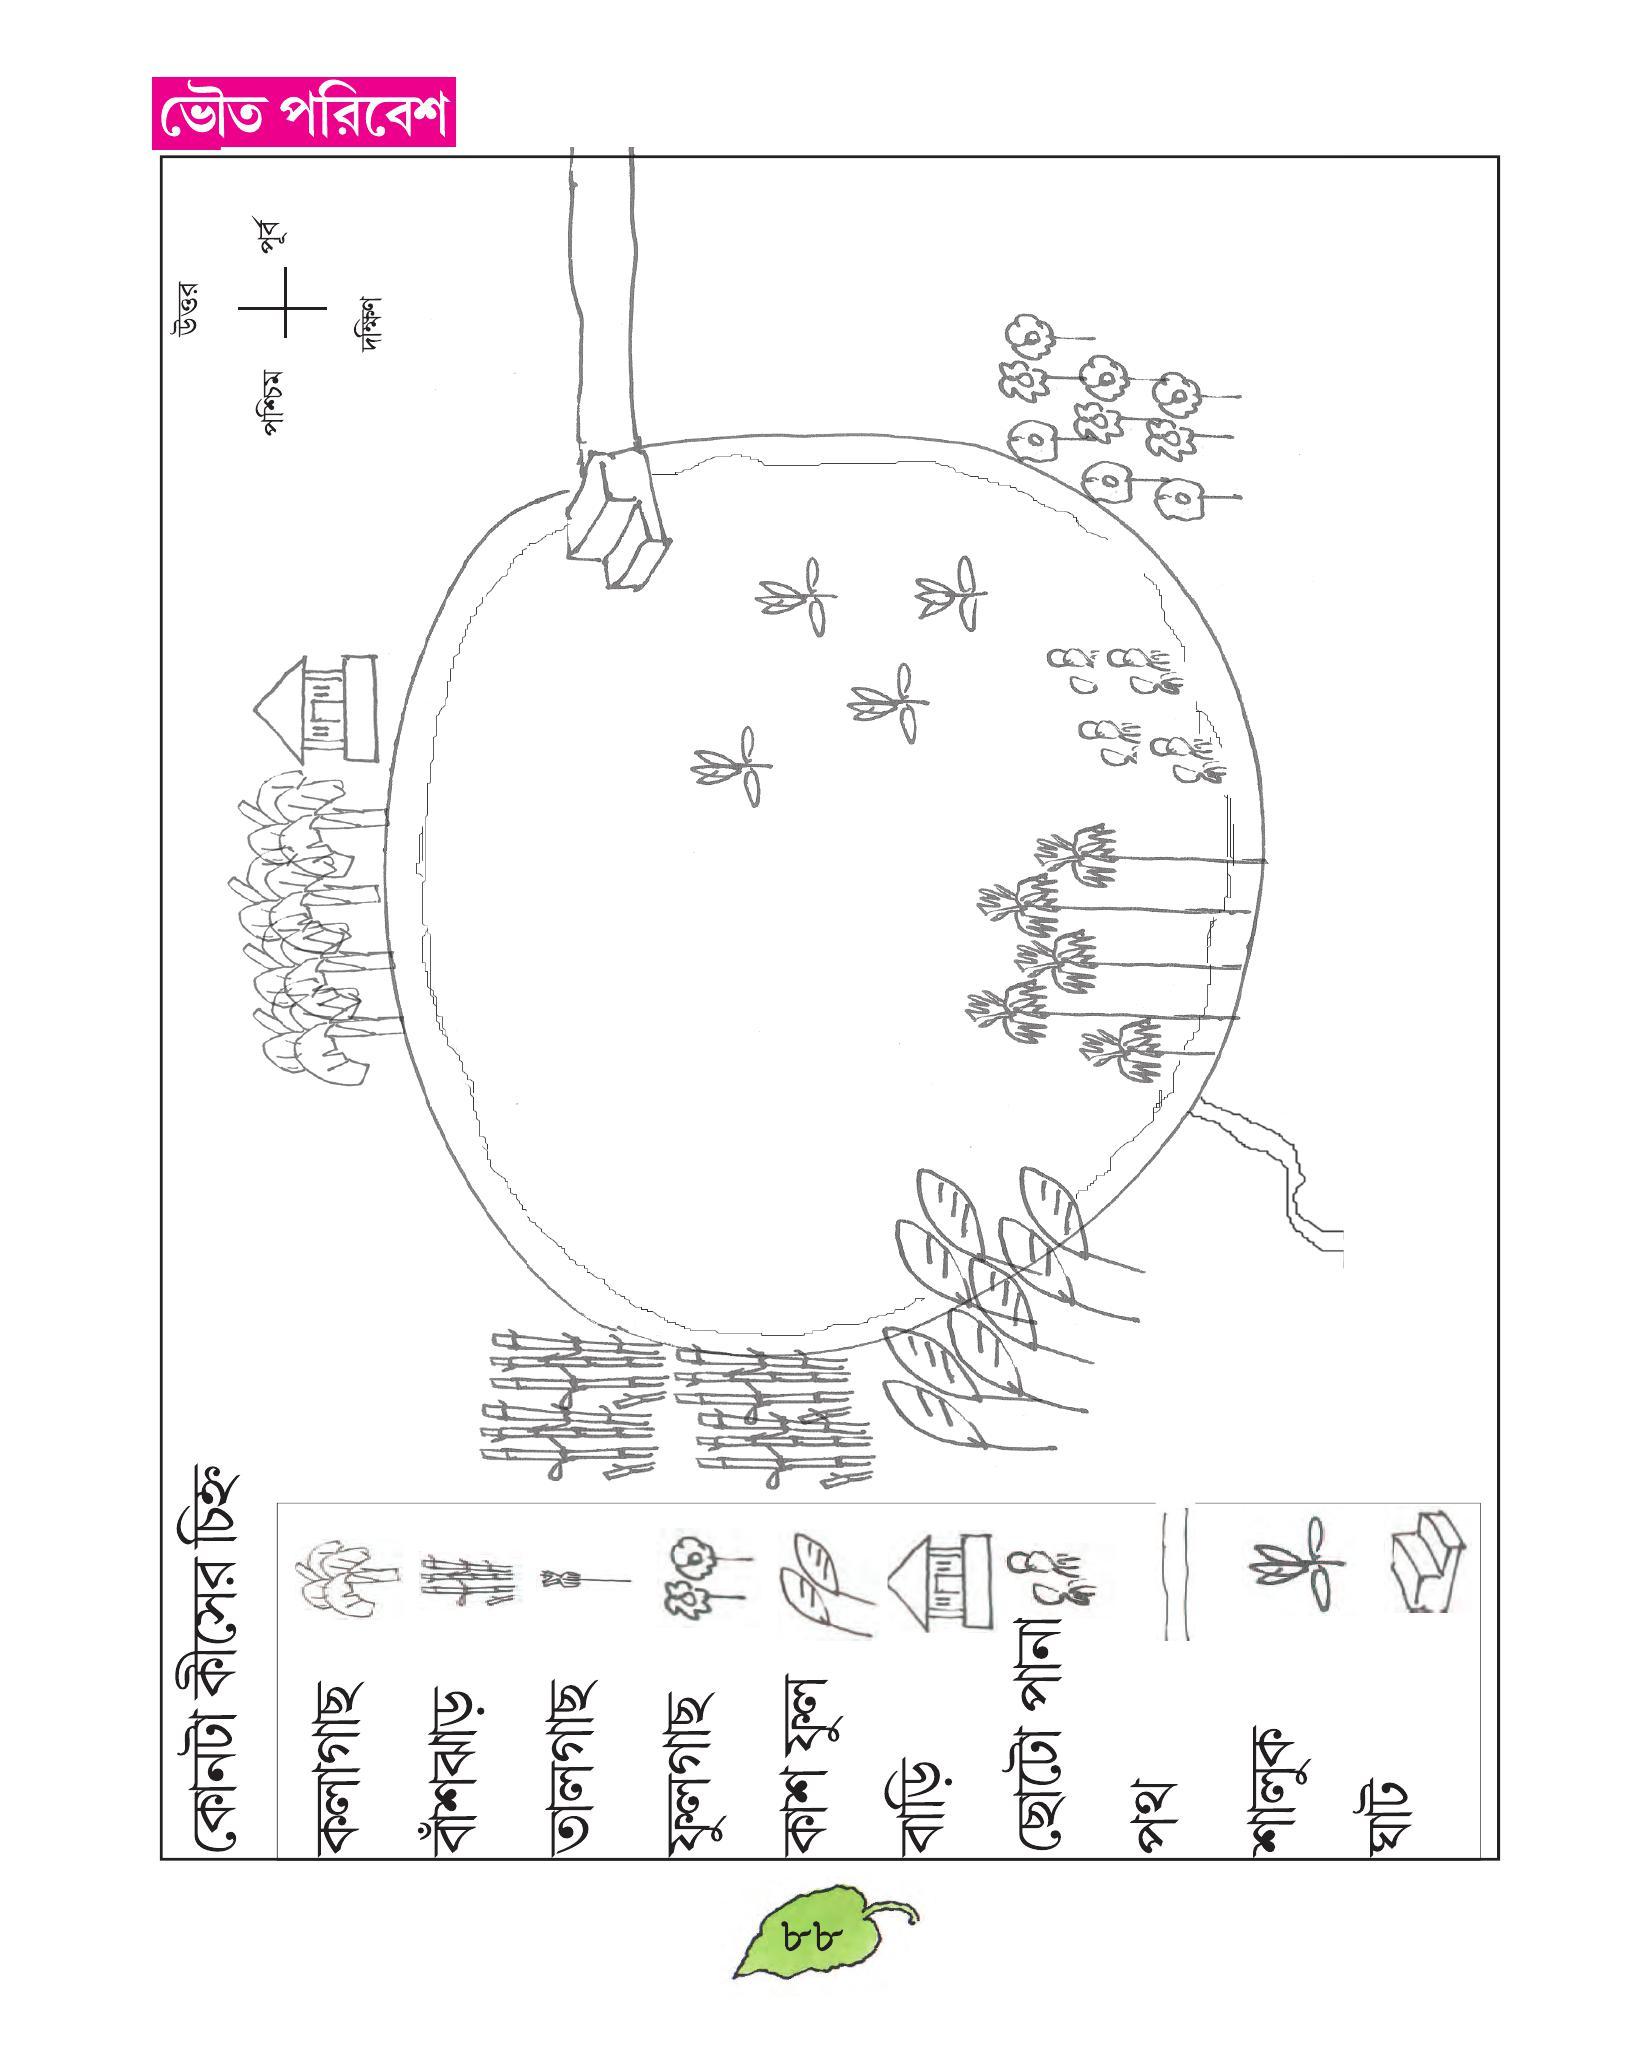 ভৌত পরিবেশ
উত্তর
পূর্ব
পশ্চিম
দক্ষিণ
কোনটা কীসের চিহ্ন
কলাগাছ
বাঁশঝাড়
তালগাছ
ফুলগাছ
কাশ ফুল
বাড়ি
ছোটো পানা
পথ
শালুক
ঘাট
৮৮